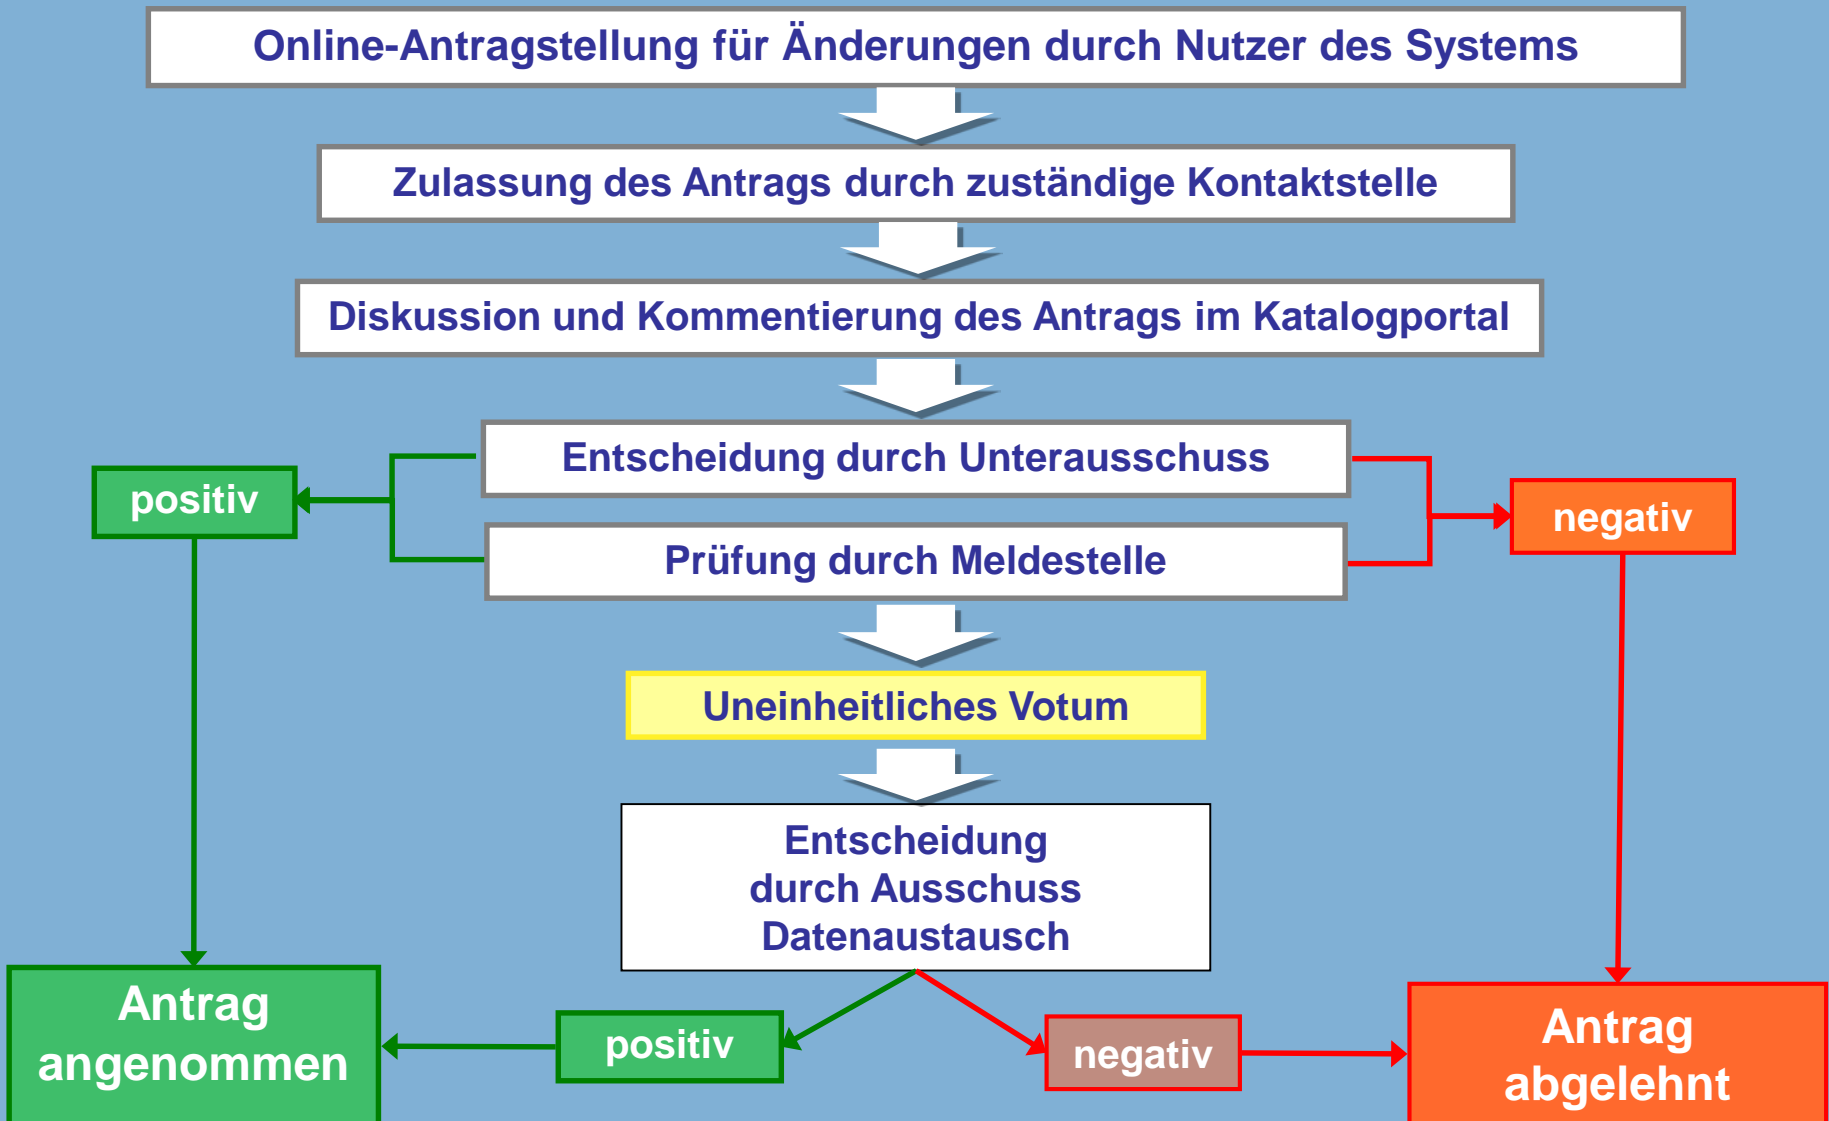 Online-Antragstellung für Änderungen durch Nutzer des Systems
Zulassung des Antrags durch zuständige Kontaktstelle
Diskussion und Kommentierung des Antrags im Katalogportal
Entscheidung durch Unterausschuss
positiv
negativ
Prüfung durch Meldestelle
Uneinheitliches Votum
Entscheidung
durch Ausschuss
Datenaustausch
Antrag
angenommen
positiv
negativ
Antrag
abgelehnt